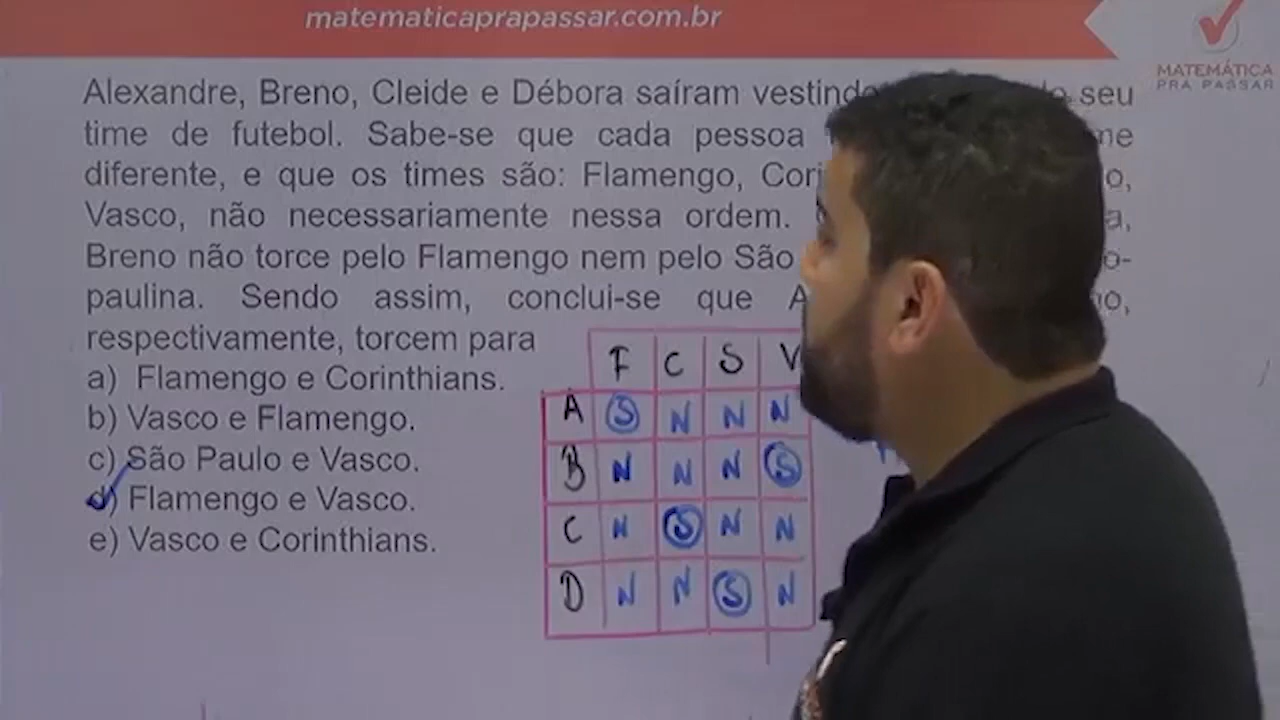 matematicaprapassar.com.br
MATEMÁTICA
PRA PASSAR
Alexandre, Breno, Cleide e Débora saíram seu
time de futebol. Sabe-se que cada pessoa
diferente, e que os times são: Flamengo,
Vasco, não necessariamente nessa ordem.
Breno não torce pelo Flamengo nem pelo São
paulina. Sendo assim, conclui-se que
respectivamente, torcem para
a) Flamengo e Corinthians.
b) Vasco e Flamengo.
c) São Paulo e Vasco.
d) Flamengo e Vasco.
e) Vasco e Corinthians.
F C S V
A S N N N
B N N N S
C N S N N
D N N S N